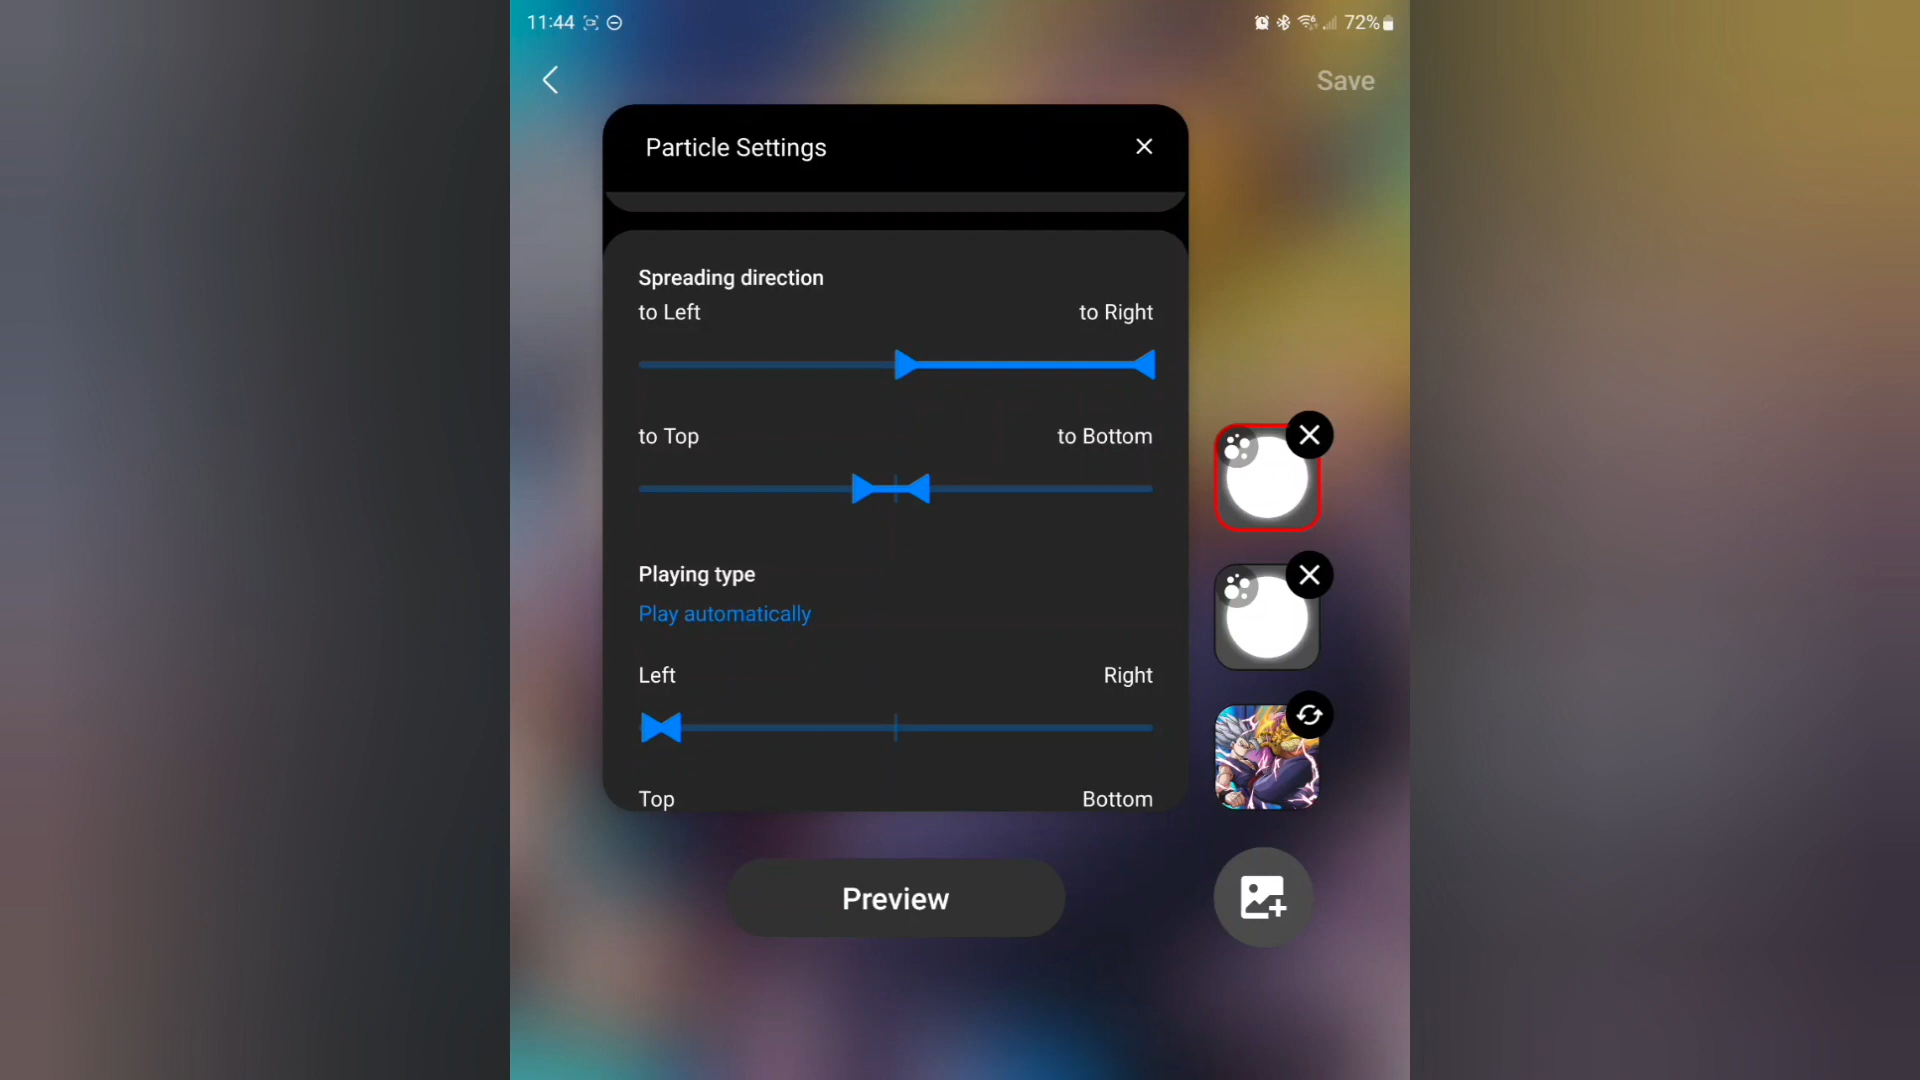 11:44
72%
Save
Particle Settings
Spreading direction
to Left
to Right
to Top
to Bottom
Playing type
Play automatically
Left
Right
Top
Bottom
Preview